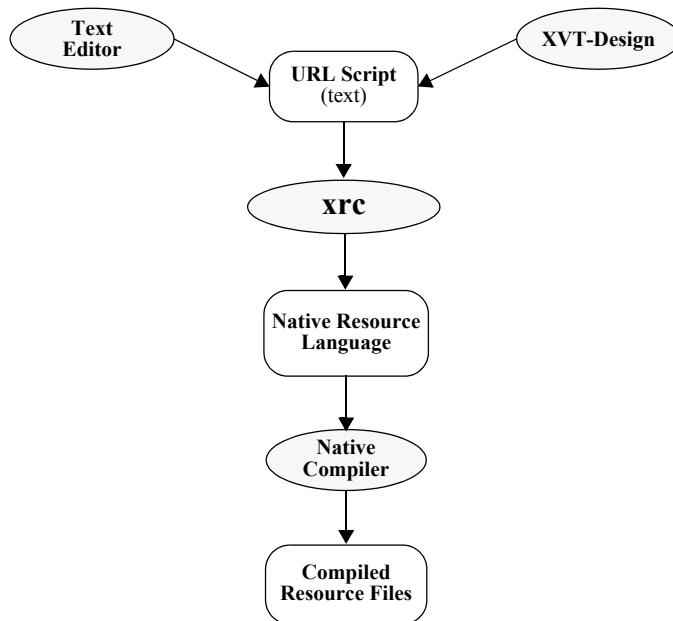 Text
Editor
XVT-Design
URL Script
(text)
xrc
Native Resource
Language
Native
Compiler
Compiled
Resource Files